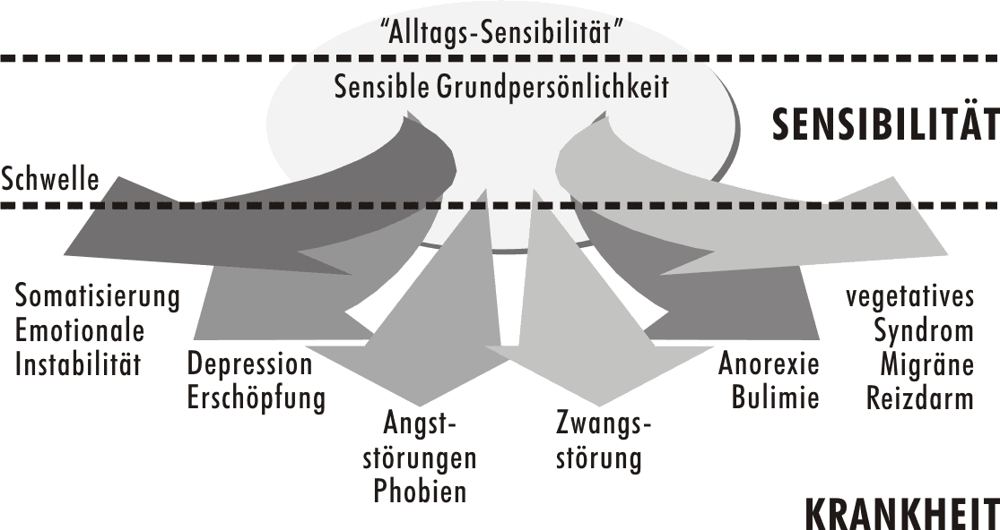 “Alltags-Sensibilität”
Sensible Grundpersönlichkeit
SENSIBILITÄT
Schwelle
Somatisierung
Emotionale
Instabilität
Depression
Erschöpfung
Angst-
störungen
Phobien
Zwangs-
störung
Anorexie
Bulimie
vegetatives
Syndrom
Migräne
Reizdarm
KRANKHEIT